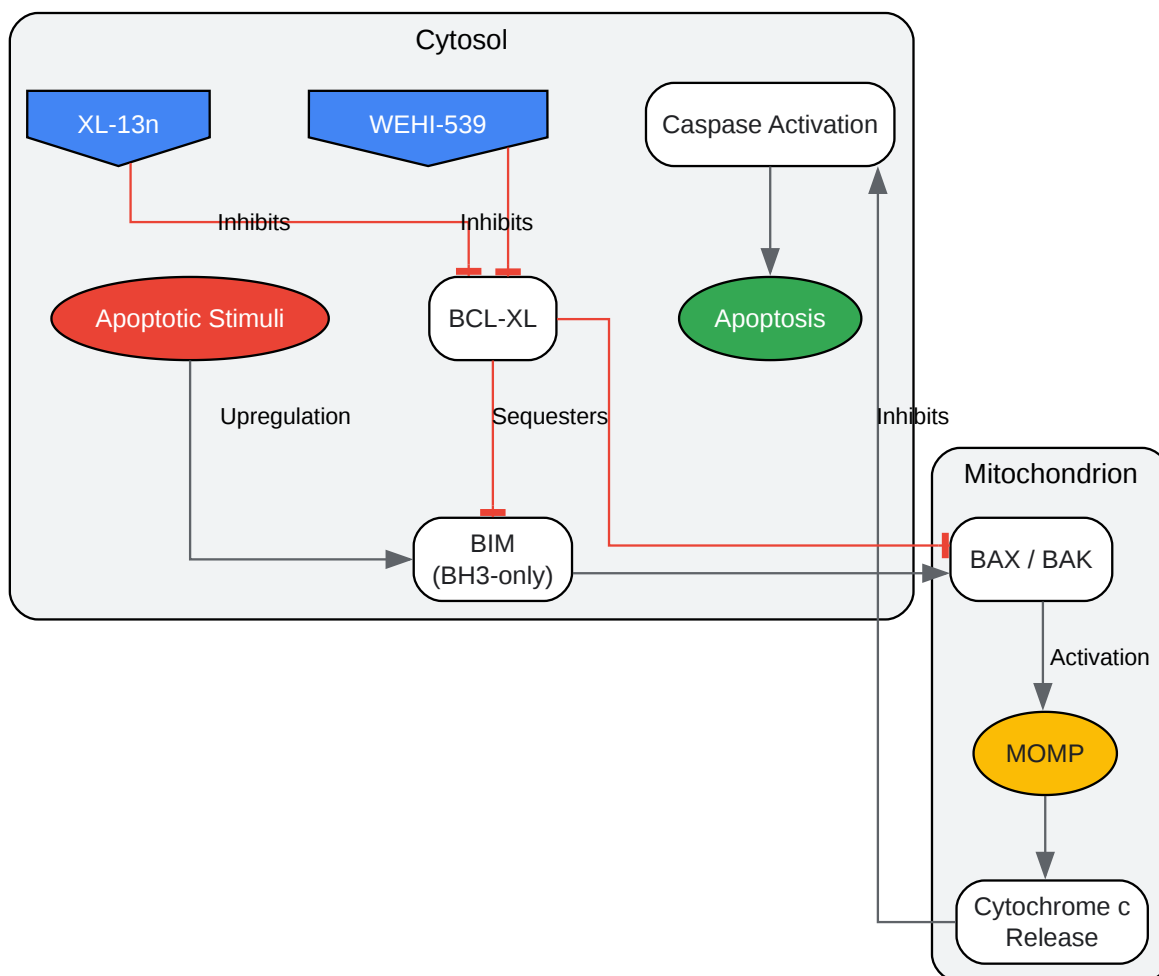 Cytosol
XL-13n
WEHI-539
Caspase Activation
Inhibits
Inhibits
Apoptotic Stimuli
BCL-XL
Apoptosis
Upregulation
Sequesters
Inhibits
Mitochondrion
BIM
(BH3-only)
BAX / BAK
Activation
MOMP
Cytochrome c
Release